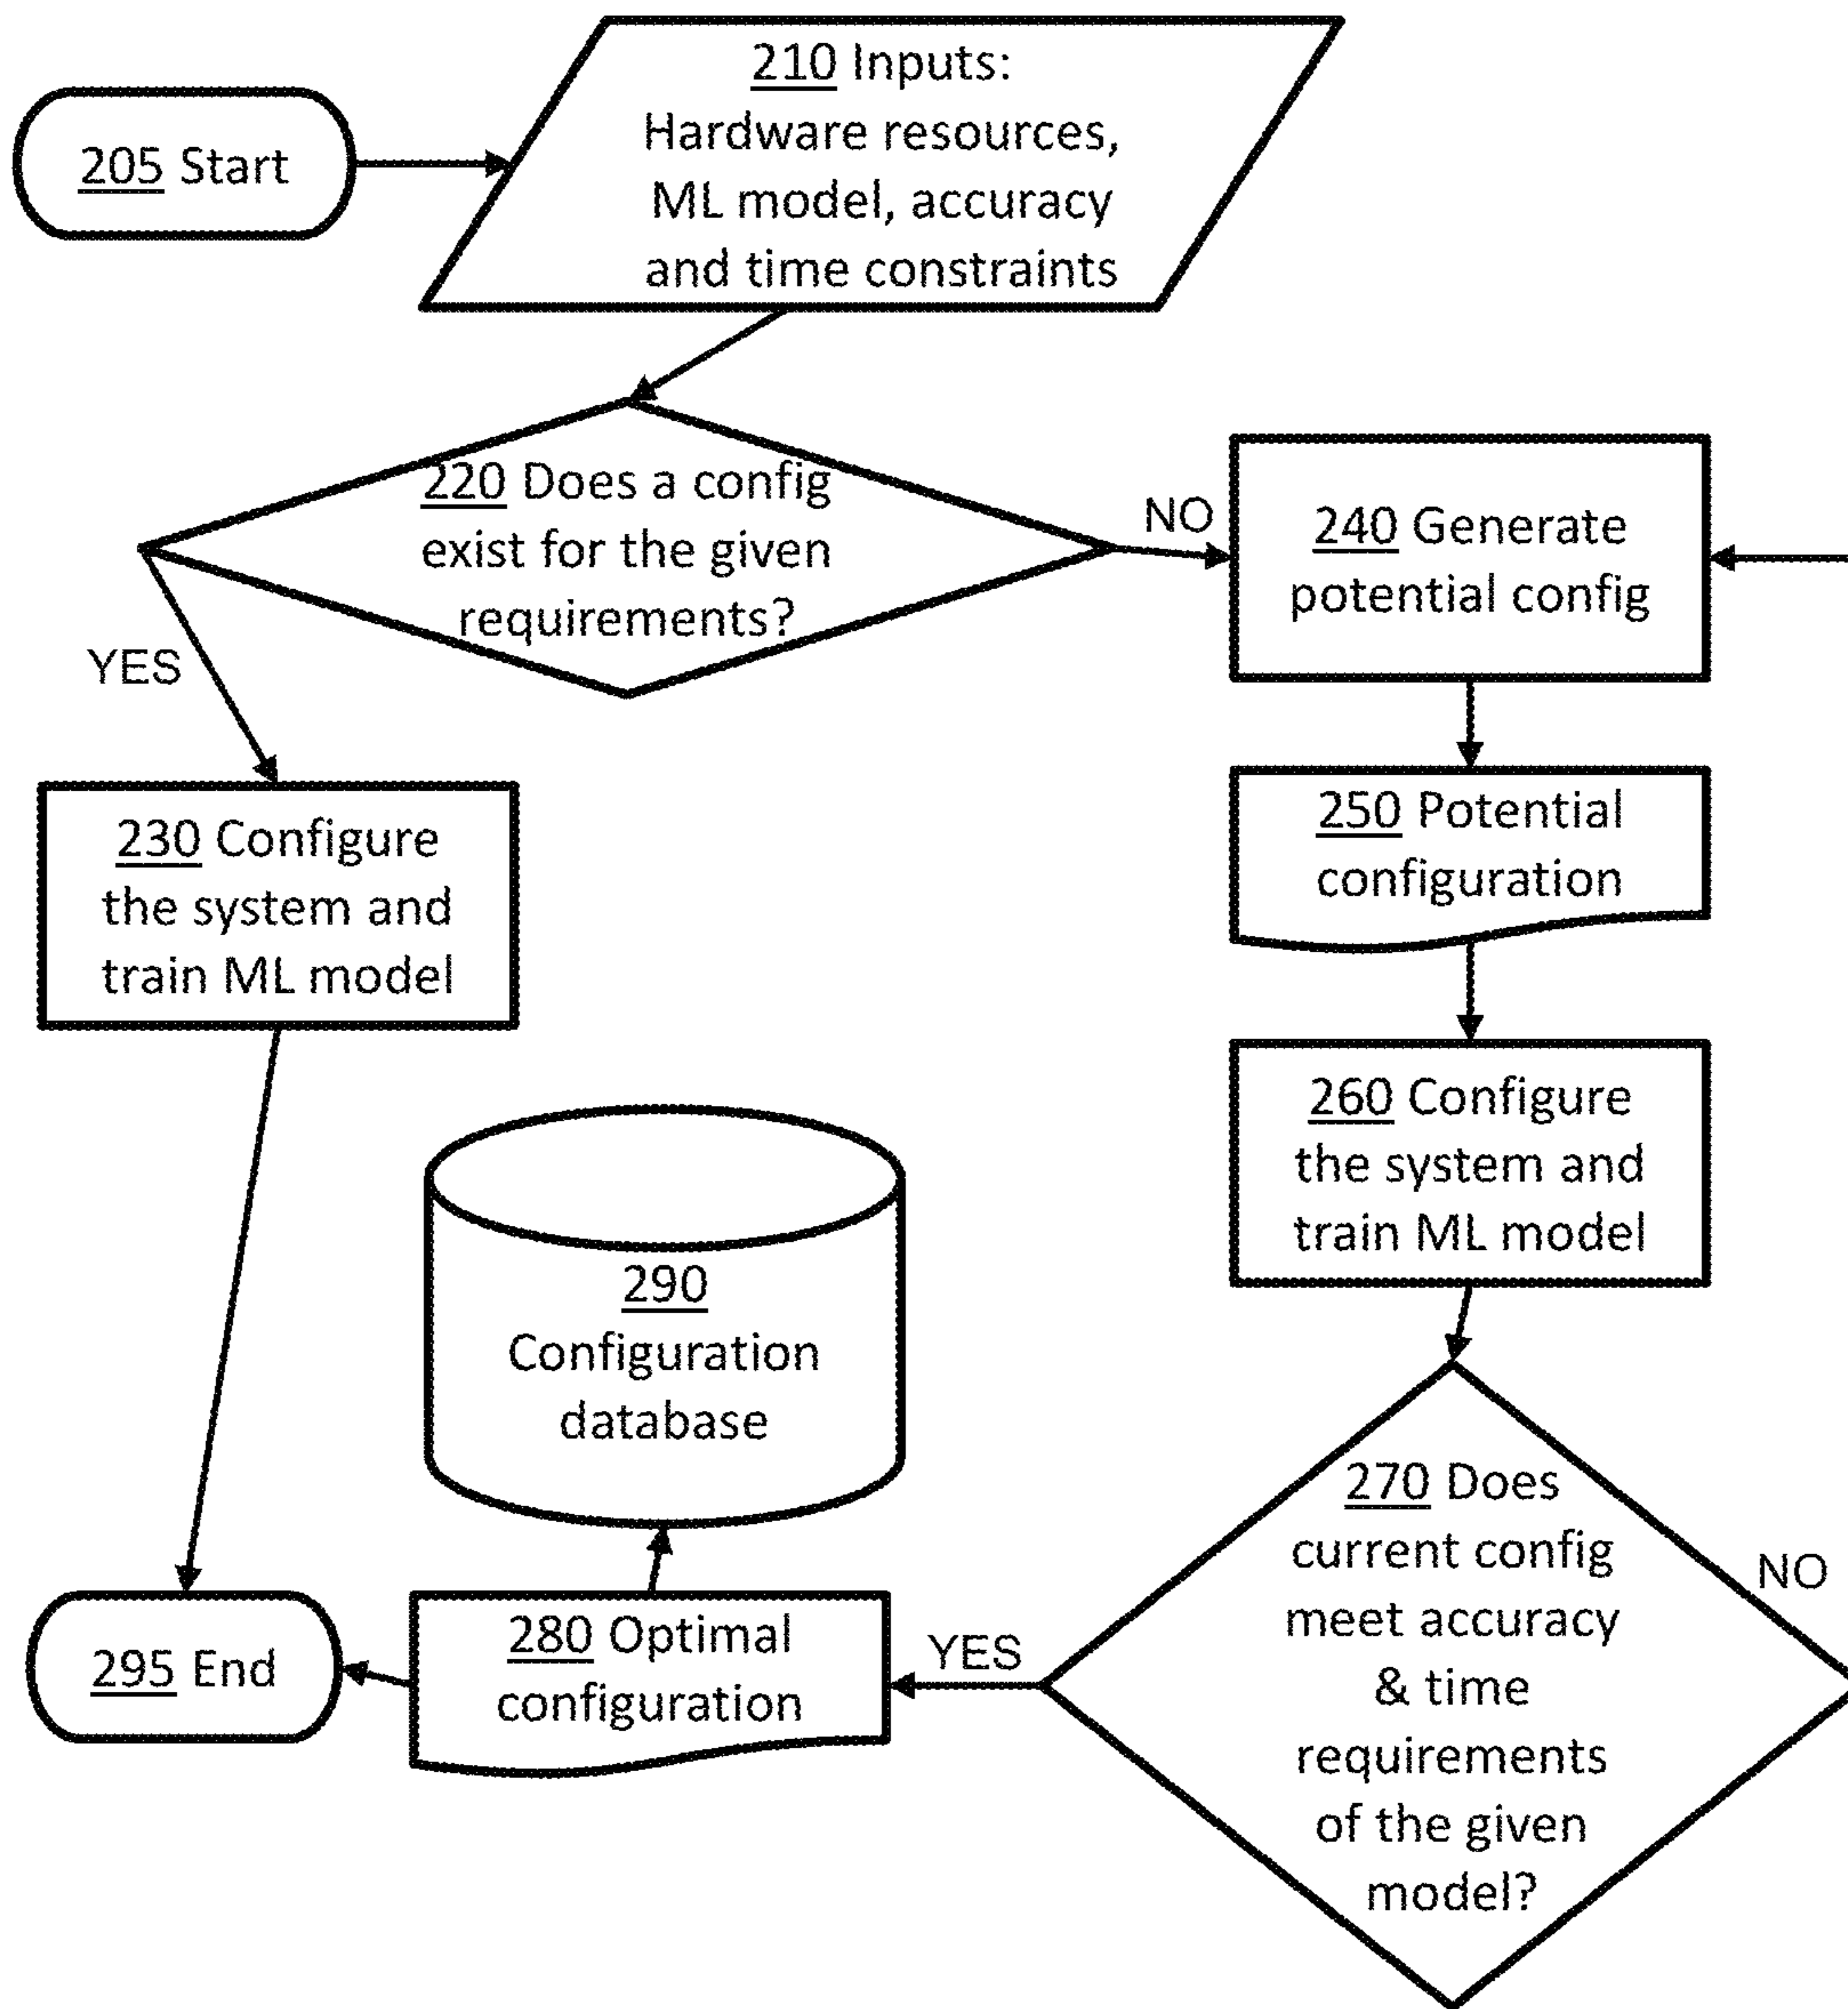 205 Start
210 Inputs:
Hardware resources,
ML model, accuracy
and time constraints
220 Does a config
exist for the given
requirements?
NO
YES
240 Generate
potential config
230 Configure
the system and
train ML model
250 Potential
configuration
260 Configure
the system and
train ML model
290
Configuration
database
270 Does
current config
meet accuracy
& time
requirements
of the given
model?
NO
YES
280 Optimal
configuration
295 End